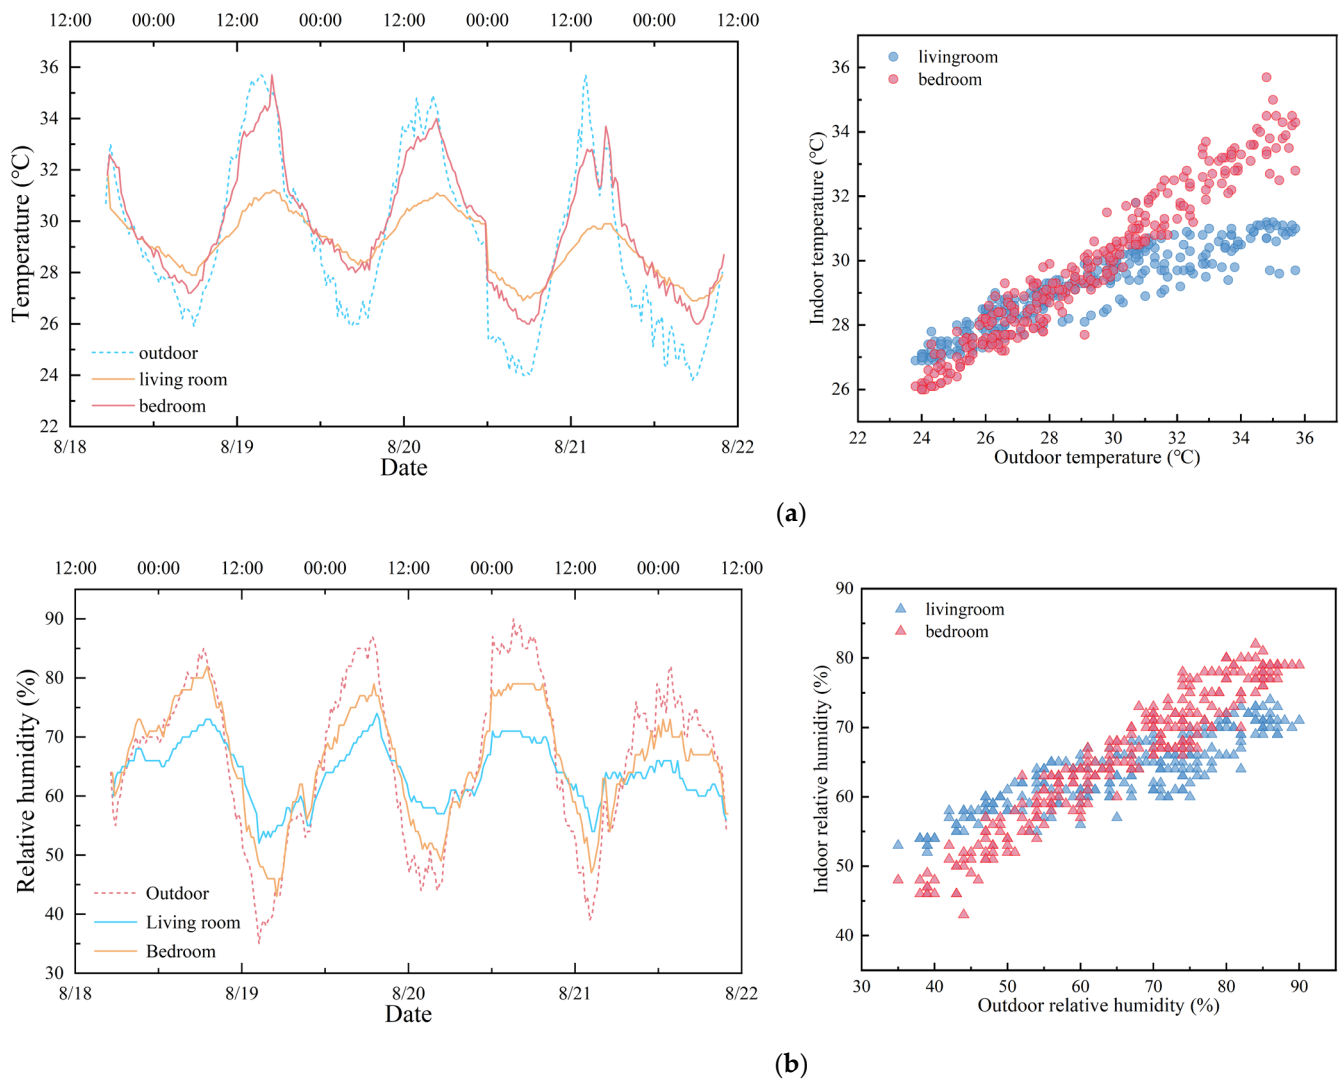 12:00 00:00 12:00 00:00 12:00 00:00 12:00 00:00 12:00
36
34
32
30
28
26
24
22
Temperature (℃)
outdoor
living room
bedroom
8/18 8/19 8/20 8/21 8/22
Date
livingroom
bedroom
36
34
32
30
28
26
Indoor temperature (℃)
22 24 26 28 30 32 34 36
Outdoor temperature (℃)
(a)
12:00 00:00 12:00 00:00 12:00 00:00 12:00 00:00 12:00
90
80
70
60
50
40
30
Relative humidity (%)
Outdoor
Living room
Bedroom
8/18 8/19 8/20 8/21 8/22
Date
livingroom
bedroom
90
80
70
60
50
40
Indoor relative humidity (%)
30 40 50 60 70 80 90
Outdoor relative humidity (%)
(b)